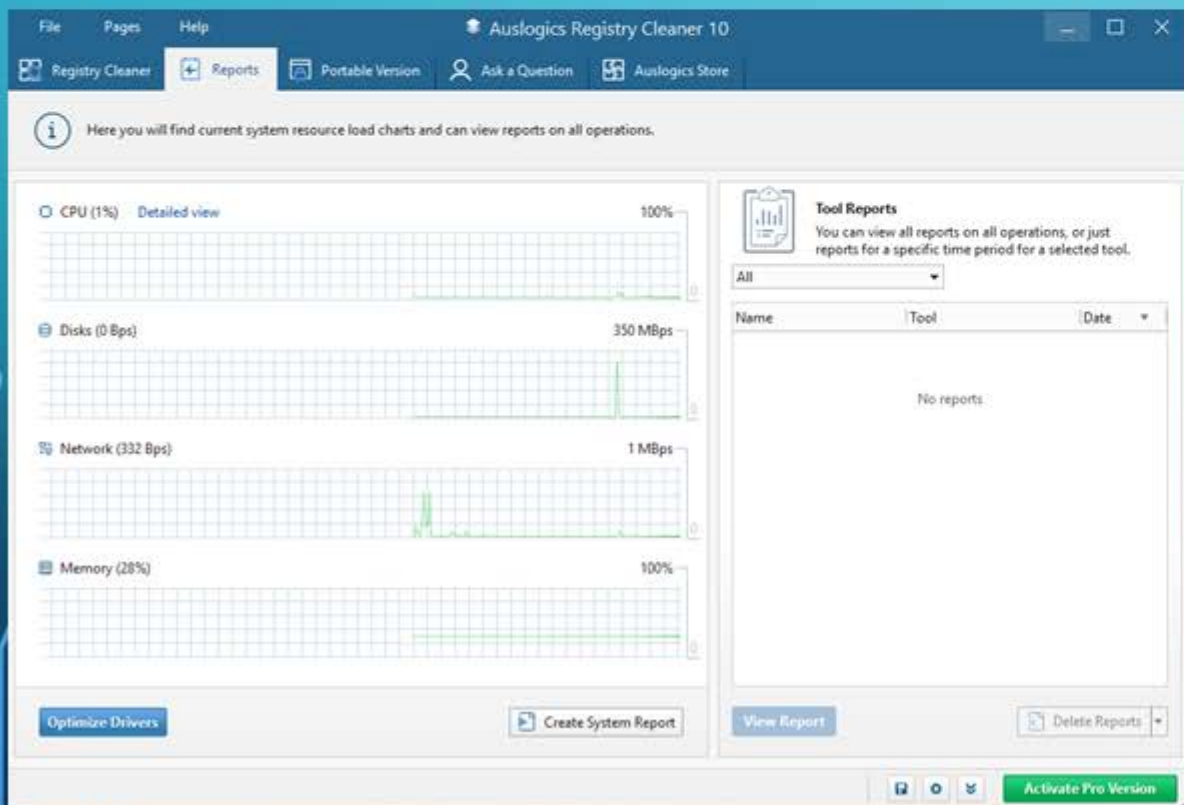 File Pages Help
Auslogics Registry Cleaner 10
Registry Cleaner
Reports
Portable Version
Ask a Question
Auslogics Store
Here you will find current system resource load charts and can view reports on all operations.
CPU (1%) Detailed view 100%
0
Disks (0 Bps) 350 MBps
0
Network (332 Bps) 1 MBps
0
Memory (28%) 100%
0
Optimize Drivers
Create System Report
Tool Reports
You can view all reports on all operations, or just
reports for a specific time period for a selected tool.
All
Name Tool Date
No reports
View Report
Delete Reports
Activate Pro Version